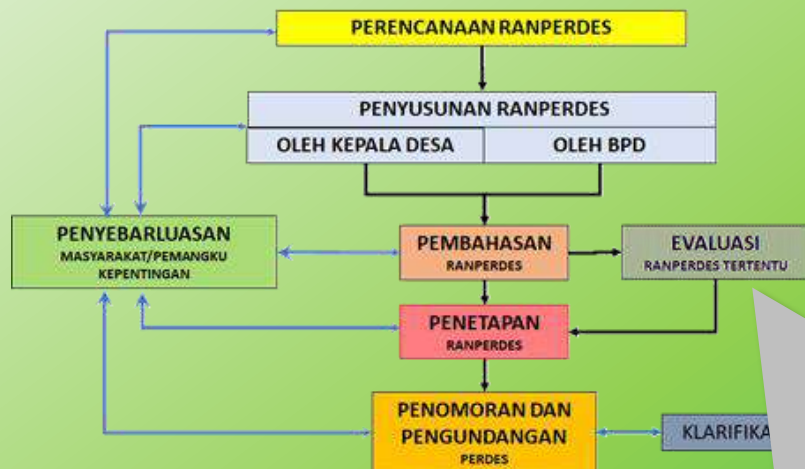 PERENCANAAN RANPERDES
PENYUSUNAN RANPERDES
OLEH KEPALA DESA
OLEH BPD
PENYEBARLUASAN
MASYARAKAT/PEMANGKU
KEPENTINGAN
PEMBAHASAN
RANPERDES
EVALUASI
RANPERDES TERTENTU
PENETAPAN
RANPERDES
PENOMORAN DAN
PENGUNDANGAN
PERDES